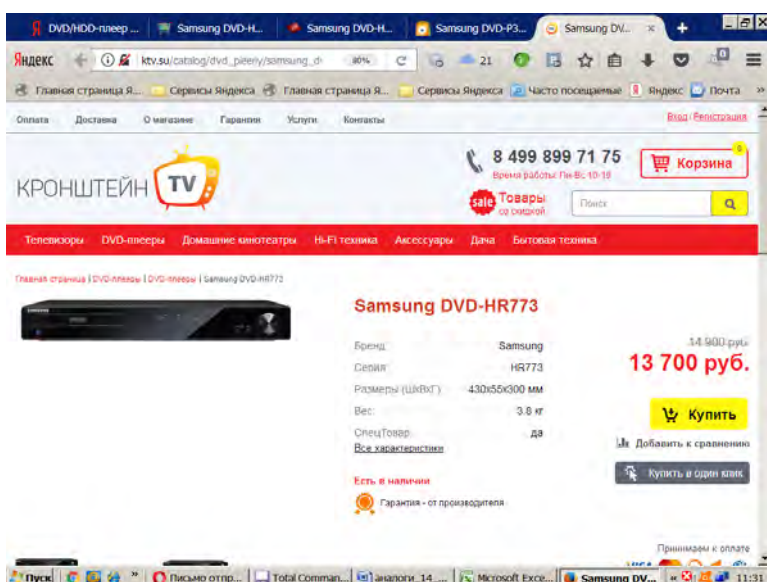 DVD/HDD-плеер ... Samsung DVD-H... Samsung DVD-H... Samsung DVD-P3... Samsung DV... × +
Яндекс ktv.su/catalog/dvd_pleery/samsung_d 80% 21
Главная страница Я... Сервисы Яндекса Главная страница Я... Сервисы Яндекса Часто посещаемые Яндекс Почта »
Оплата Доставка О магазине Гарантия Услуги Контакты Вход Регистрация
КРОНШТЕЙН TV
8 499 899 71 75
Время работы: Пн-Вс 10-19
Корзина
sale Товары со скидкой
Поиск
Телевизоры DVD-плееры Домашние кинотеатры Hi-Fi техника Аксессуары Дача Бытовая техника
Главная страница | DVD-плееры | DVD-плееры | Samsung DVD-HR773
Samsung DVD-HR773
Бренд: Samsung
Серия: HR773
Размеры (ШхВхГ): 430x55x300 мм
Вес: 3.8 кг
СпецТовар: да
Все характеристики
14 900 руб.
13 700 руб.
Купить
Добавить к сравнению
Купить в один клик
Есть в наличии
Гарантия - от производителя
Принимаем к оплате
Пуск » Письмо отпр... Total Comman... аналоги_14_... Microsoft Exce... Samsung DV... « 11:31